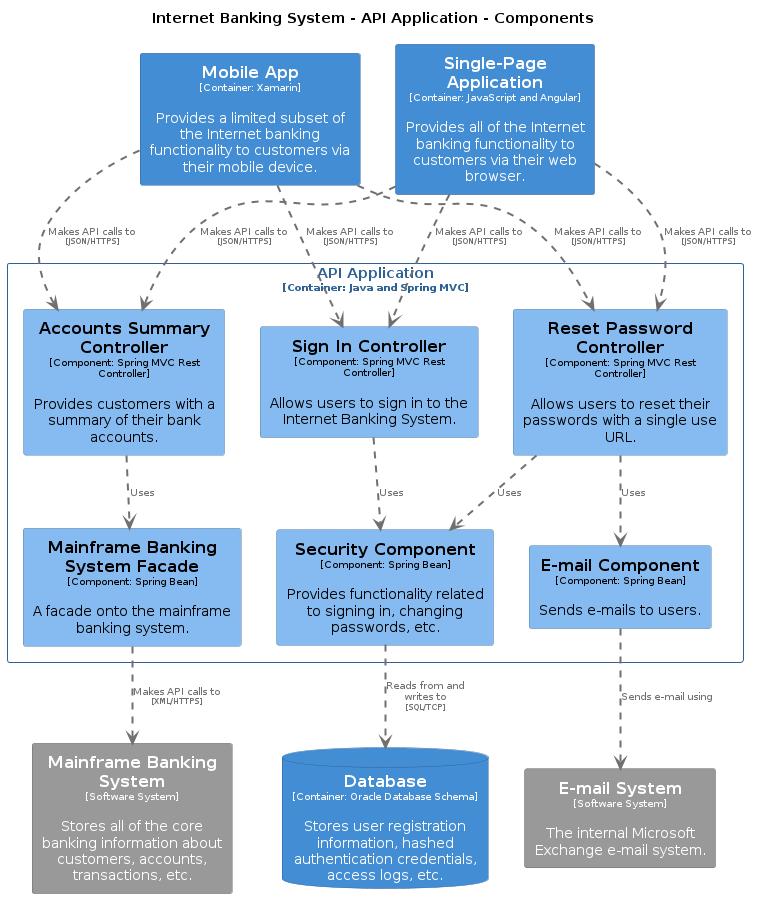 Internet Banking System - API Application - Components
Mobile App
[Container: Xamarin]
Provides a limited subset of
the Internet banking
functionality to customers via
their mobile device.
Single-Page
Application
[Container: JavaScript and Angular]
Provides all of the Internet
banking functionality to
customers via their web
browser.
Makes API calls to
[JSON/HTTPS]
Makes API calls to
[JSON/HTTPS]
Makes API calls to
[JSON/HTTPS]
Makes API calls to
[JSON/HTTPS]
Makes API calls to
[JSON/HTTPS]
Makes API calls to
[JSON/HTTPS]
API Application
[Container: Java and Spring MVC]
Accounts Summary
Controller
[Component: Spring MVC Rest
Controller]
Provides customers with a
summary of their bank
accounts.
Sign In Controller
[Component: Spring MVC Rest
Controller]
Allows users to sign in to the
Internet Banking System.
Reset Password
Controller
[Component: Spring MVC Rest
Controller]
Allows users to reset their
passwords with a single use
URL.
Uses
Uses
Uses
Uses
Mainframe Banking
System Facade
[Component: Spring Bean]
A facade onto the mainframe
banking system.
Security Component
[Component: Spring Bean]
Provides functionality related
to signing in, changing
passwords, etc.
E-mail Component
[Component: Spring Bean]
Sends e-mails to users.
Makes API calls to
[XML/HTTPS]
Reads from and
writes to
[SQL/TCP]
Sends e-mail using
Mainframe Banking
System
[Software System]
Stores all of the core
banking information about
customers, accounts,
transactions, etc.
Database
[Container: Oracle Database Schema]
Stores user registration
information, hashed
authentication credentials,
access logs, etc.
E-mail System
[Software System]
The internal Microsoft
Exchange e-mail system.